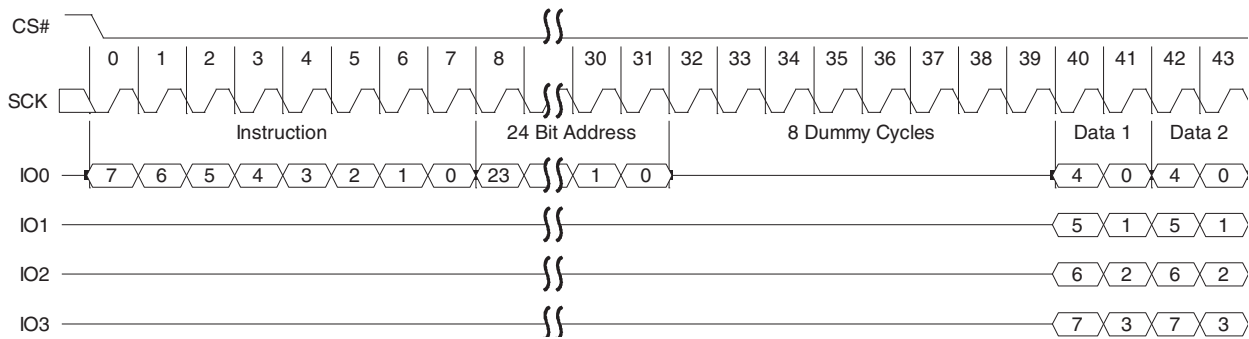 CS#
0 1 2 3 4 5 6 7 8 30 31 32 33 34 35 36 37 38 39 40 41 42 43
SCK
Instruction 24 Bit Address 8 Dummy Cycles Data 1 Data 2
IO0 7 6 5 4 3 2 1 0 23 1 0 4 0 4 0
IO1 5 1 5 1
IO2 6 2 6 2
IO3 7 3 7 3